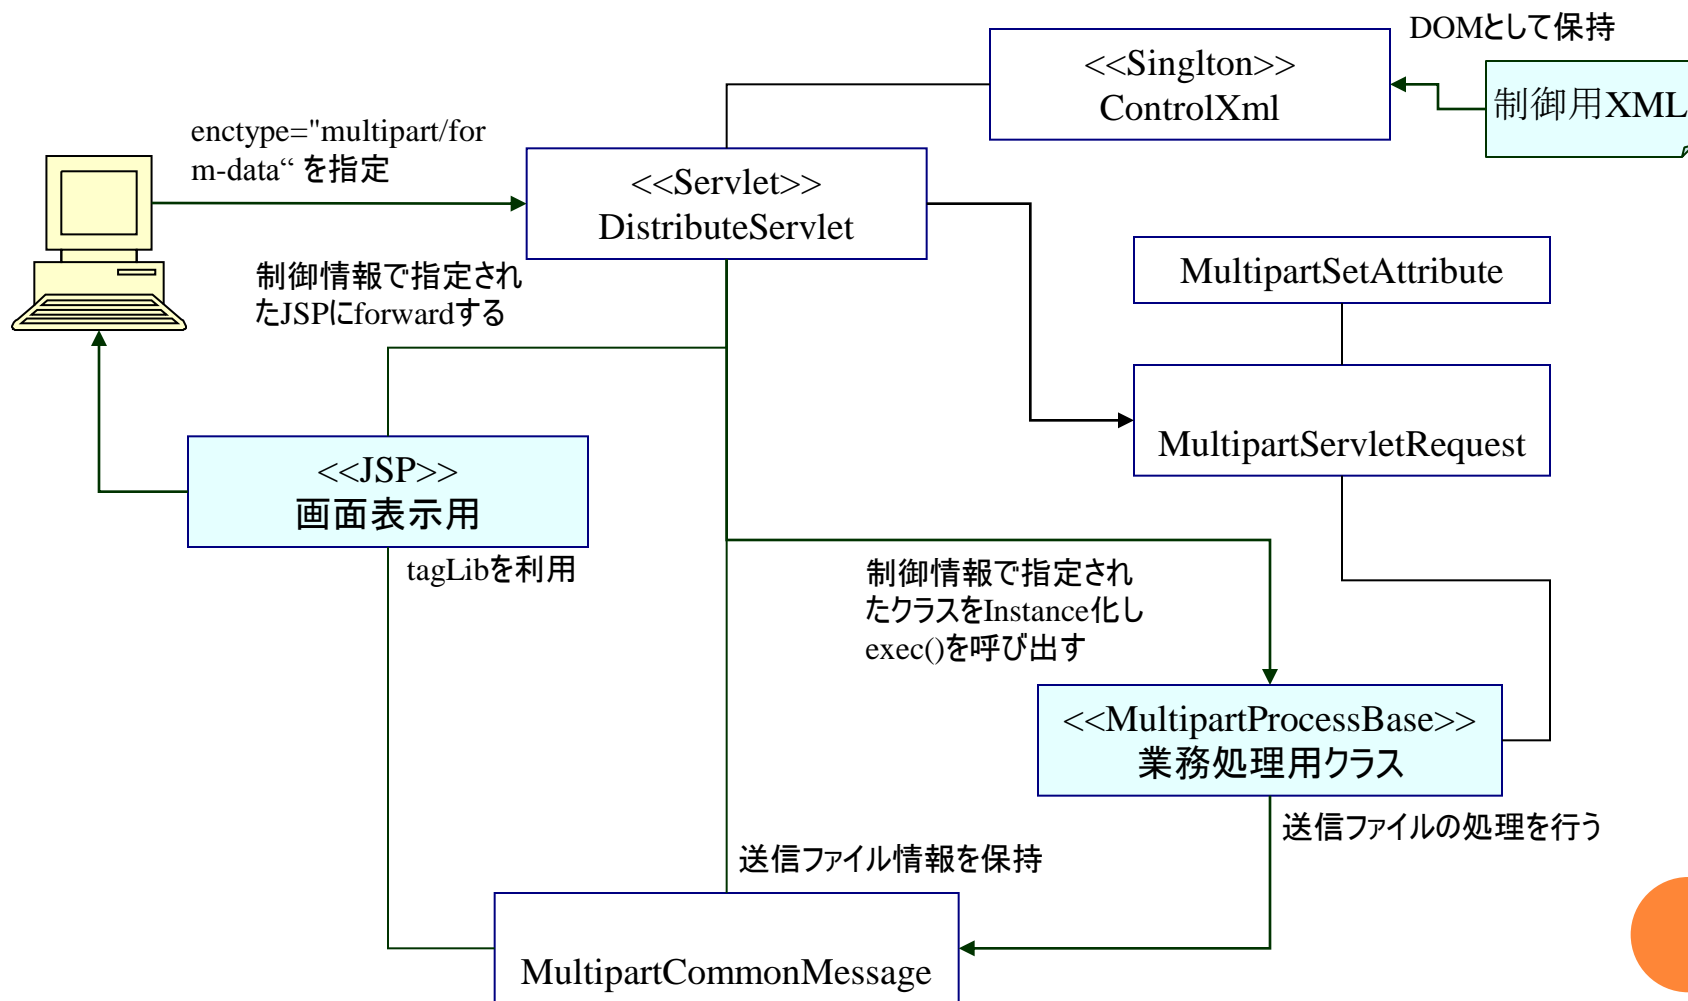 DOMとして保持
<<Singlton>>
ControlXml
制御用XML
enctype="multipart/for
m-data“ を指定
<<Servlet>>
DistributeServlet
制御情報で指定され
たJSPにforwardする
MultipartSetAttribute
MultipartServletRequest
<<JSP>>
画面表示用
tagLibを利用
制御情報で指定され
たクラスをInstance化し
exec()を呼び出す
<<MultipartProcessBase>>
業務処理用クラス
送信ファイルの処理を行う
送信ファイル情報を保持
MultipartCommonMessage